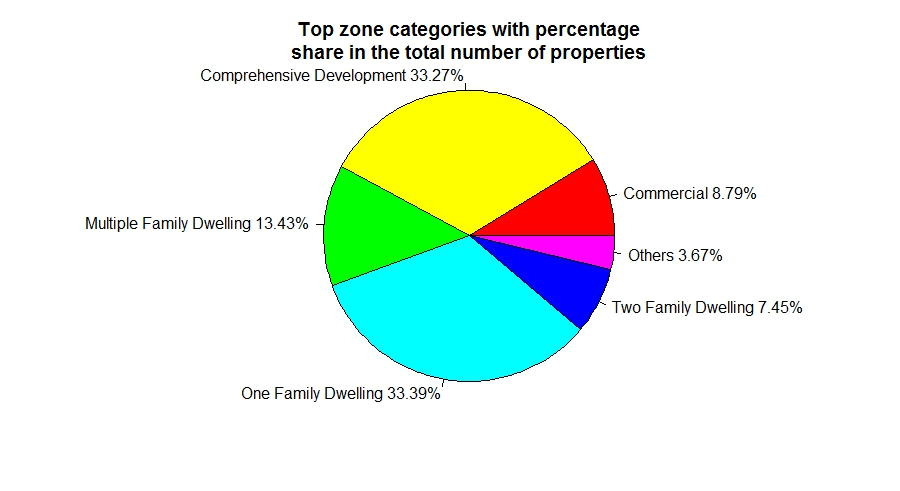 Top zone categories with percentage
share in the total number of properties
Comprehensive Development 33.27%
Commercial 8.79%
Multiple Family Dwelling 13.43%
Others 3.67%
Two Family Dwelling 7.45%
One Family Dwelling 33.39%